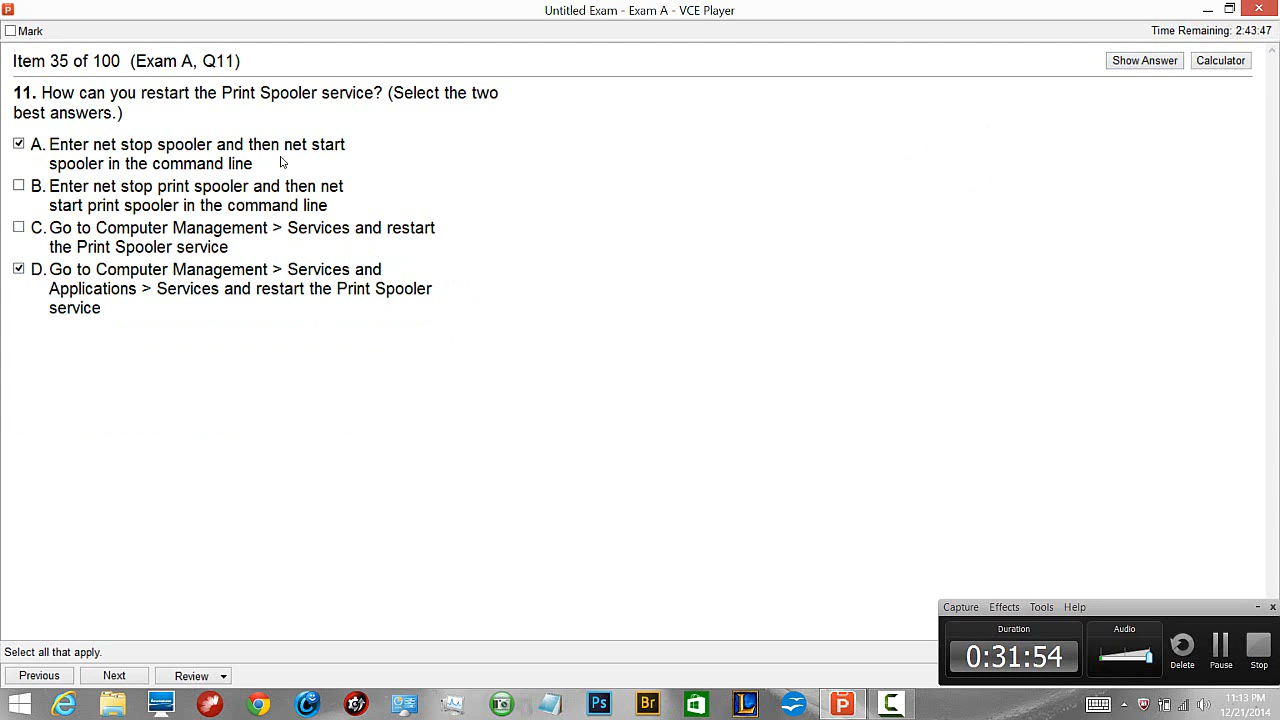 Untitled Exam - Exam A - VCE Player
Mark
Time Remaining: 2:43:47
Item 35 of 100 (Exam A, Q11)
Show Answer
Calculator
11. How can you restart the Print Spooler service? (Select the two
best answers.)
A. Enter net stop spooler and then net start
spooler in the command line
B. Enter net stop print spooler and then net
start print spooler in the command line
C. Go to Computer Management > Services and restart
the Print Spooler service
D. Go to Computer Management > Services and
Applications > Services and restart the Print Spooler
service
Capture Effects Tools Help
Duration
Audio
0:31:54
Delete Pause Stop
Select all that apply.
Previous
Next
Review
Ps
Br
L
11:13 PM
12/21/2014